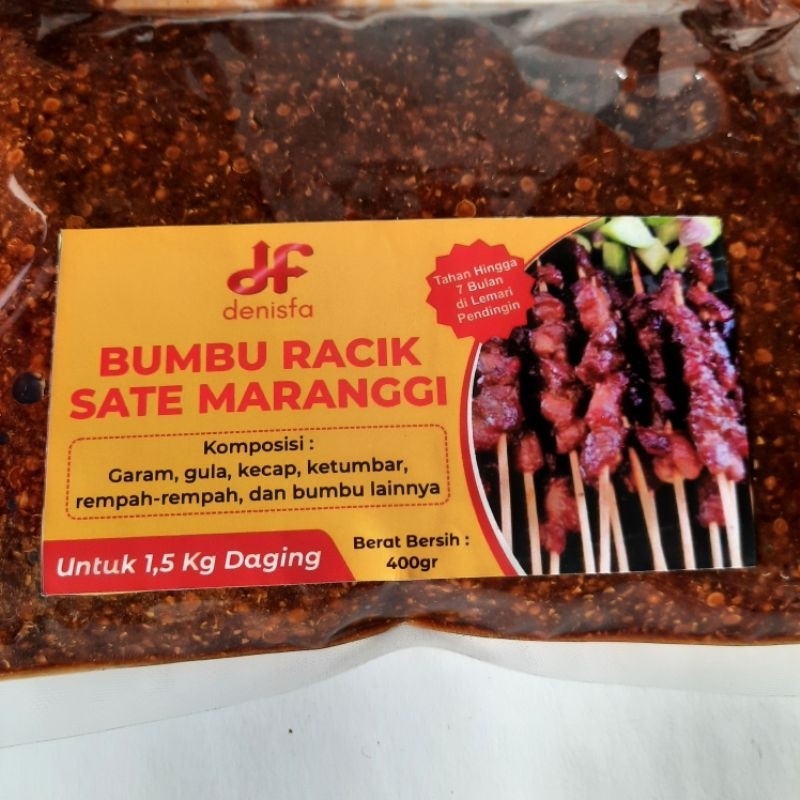 df
denisfa
Tahan Hingga
7 Bulan
di Lemari
Pendingin
BUMBU RACIK
SATE MARANGGI
Komposisi :
Garam, gula, kecap, ketumbar,
rempah-rempah, dan bumbu lainnya
Untuk 1,5 Kg Daging
Berat Bersih :
400gr